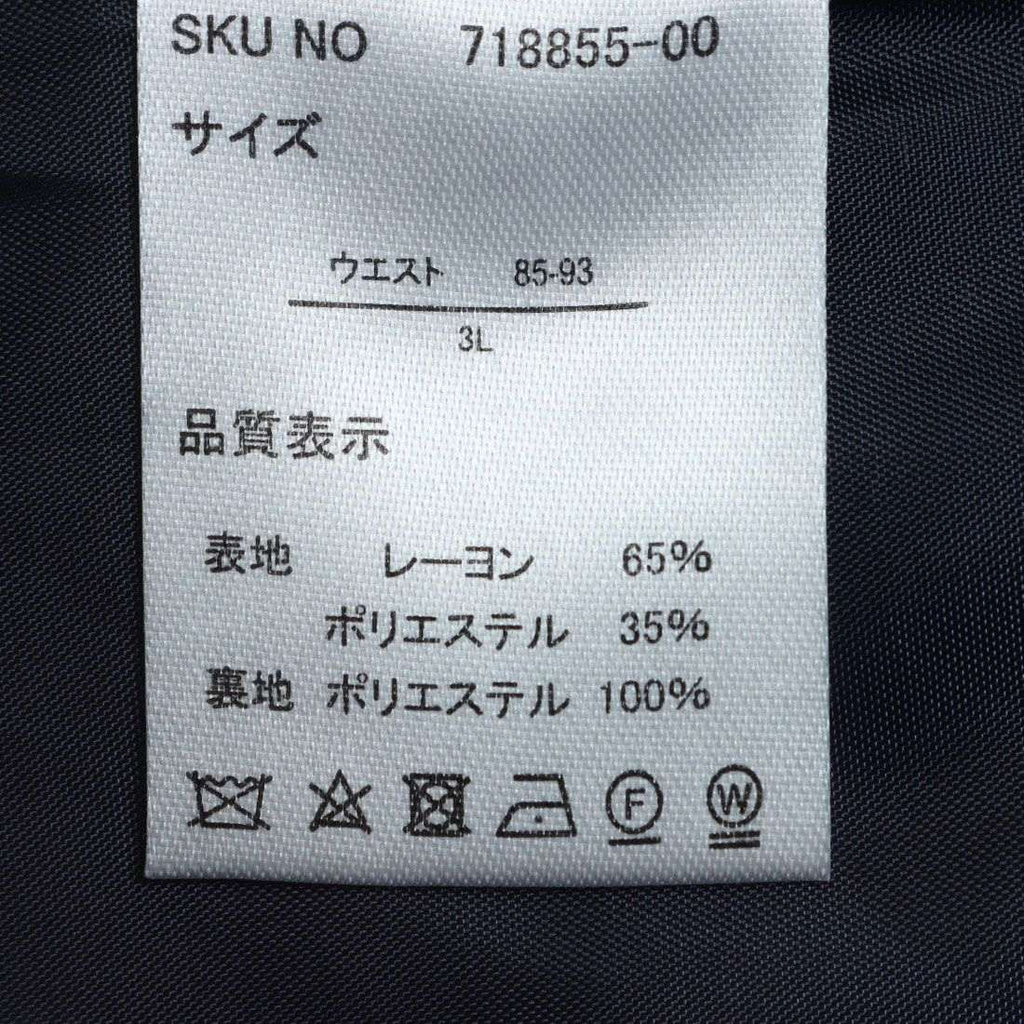 SKU NO 718855-00
サイズ
ウエスト 85-93
3L
品質表示
表地 レーヨン 65%
ポリエステル 35%
裏地 ポリエステル 100%
F W